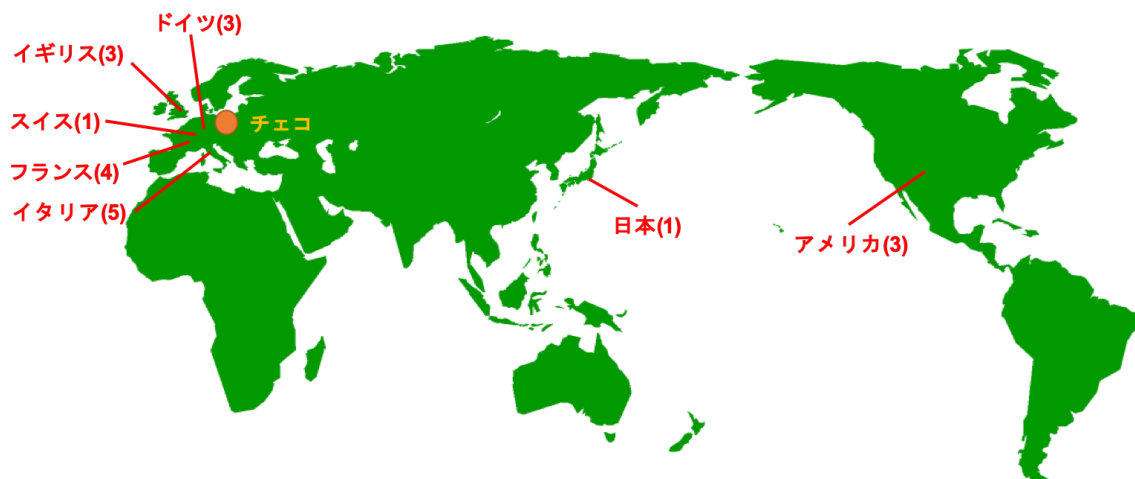 ドイツ(3)
イギリス(3)
スイス(1)
チェコ
フランス(4)
イタリア(5)
日本(1)
アメリカ(3)